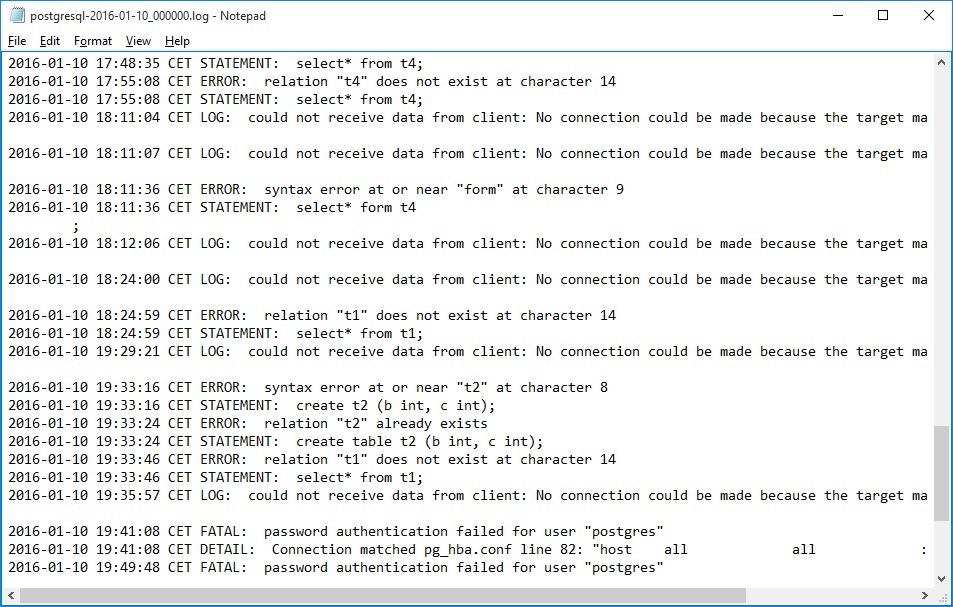 postgresql-2016-01-10_000000.log - Notepad
File Edit Format View Help
2016-01-10 17:48:35 CET STATEMENT:  select* from t4;
2016-01-10 17:55:08 CET ERROR:  relation "t4" does not exist at character 14
2016-01-10 17:55:08 CET STATEMENT:  select* from t4;
2016-01-10 18:11:04 CET LOG:  could not receive data from client: No connection could be made because the target ma
2016-01-10 18:11:07 CET LOG:  could not receive data from client: No connection could be made because the target ma
2016-01-10 18:11:36 CET ERROR:  syntax error at or near "form" at character 9
2016-01-10 18:11:36 CET STATEMENT:  select* form t4
;
2016-01-10 18:12:06 CET LOG:  could not receive data from client: No connection could be made because the target ma
2016-01-10 18:24:00 CET LOG:  could not receive data from client: No connection could be made because the target ma
2016-01-10 18:24:59 CET ERROR:  relation "t1" does not exist at character 14
2016-01-10 18:24:59 CET STATEMENT:  select* from t1;
2016-01-10 19:29:21 CET LOG:  could not receive data from client: No connection could be made because the target ma
2016-01-10 19:33:16 CET ERROR:  syntax error at or near "t2" at character 8
2016-01-10 19:33:16 CET STATEMENT:  create t2 (b int, c int);
2016-01-10 19:33:24 CET ERROR:  relation "t2" already exists
2016-01-10 19:33:24 CET STATEMENT:  create table t2 (b int, c int);
2016-01-10 19:33:46 CET ERROR:  relation "t1" does not exist at character 14
2016-01-10 19:33:46 CET STATEMENT:  select* from t1;
2016-01-10 19:35:57 CET LOG:  could not receive data from client: No connection could be made because the target ma
2016-01-10 19:41:08 CET FATAL:  password authentication failed for user "postgres"
2016-01-10 19:41:08 CET DETAIL:  Connection matched pg_hba.conf line 82: "host    all             all             :
2016-01-10 19:49:48 CET FATAL:  password authentication failed for user "postgres"